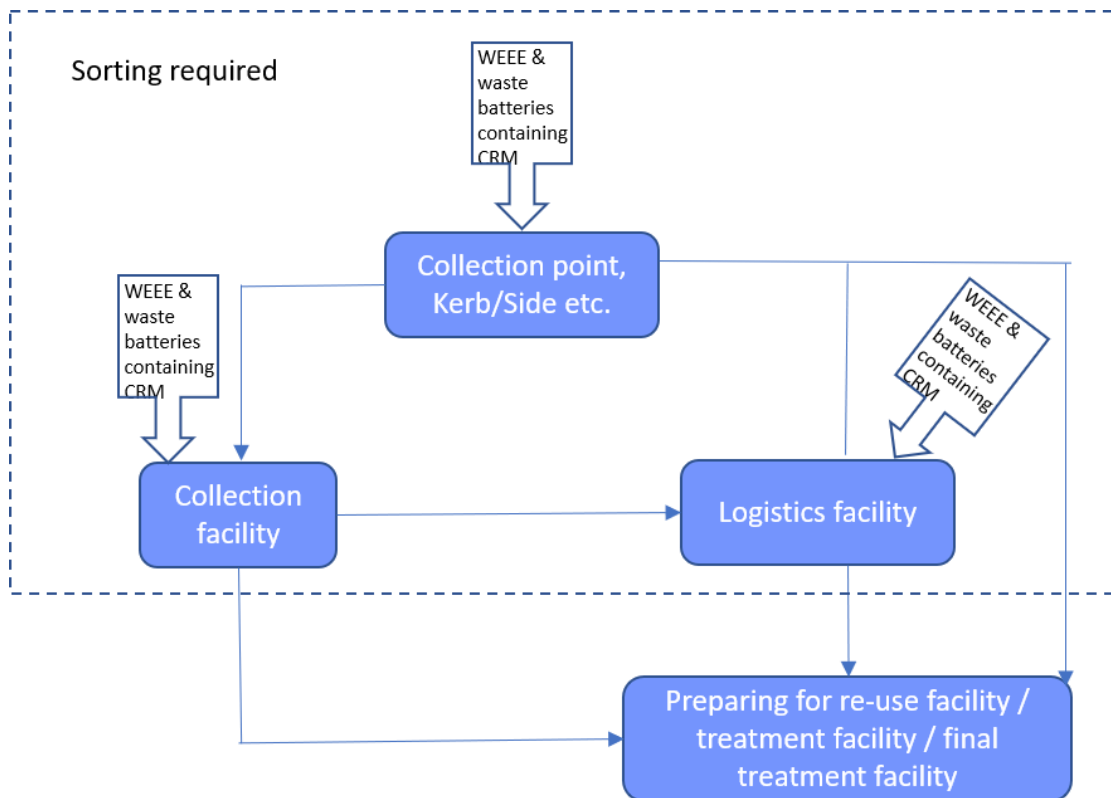 Sorting required
WEEE &
waste
batteries
containing
CRM
Collection point,
Kerb/Side etc.
WEEE &
waste
batteries
containing
CRM
WEEE &
waste
batteries
containing
CRM
Collection
facility
Logistics facility
Preparing for re-use facility /
treatment facility / final
treatment facility